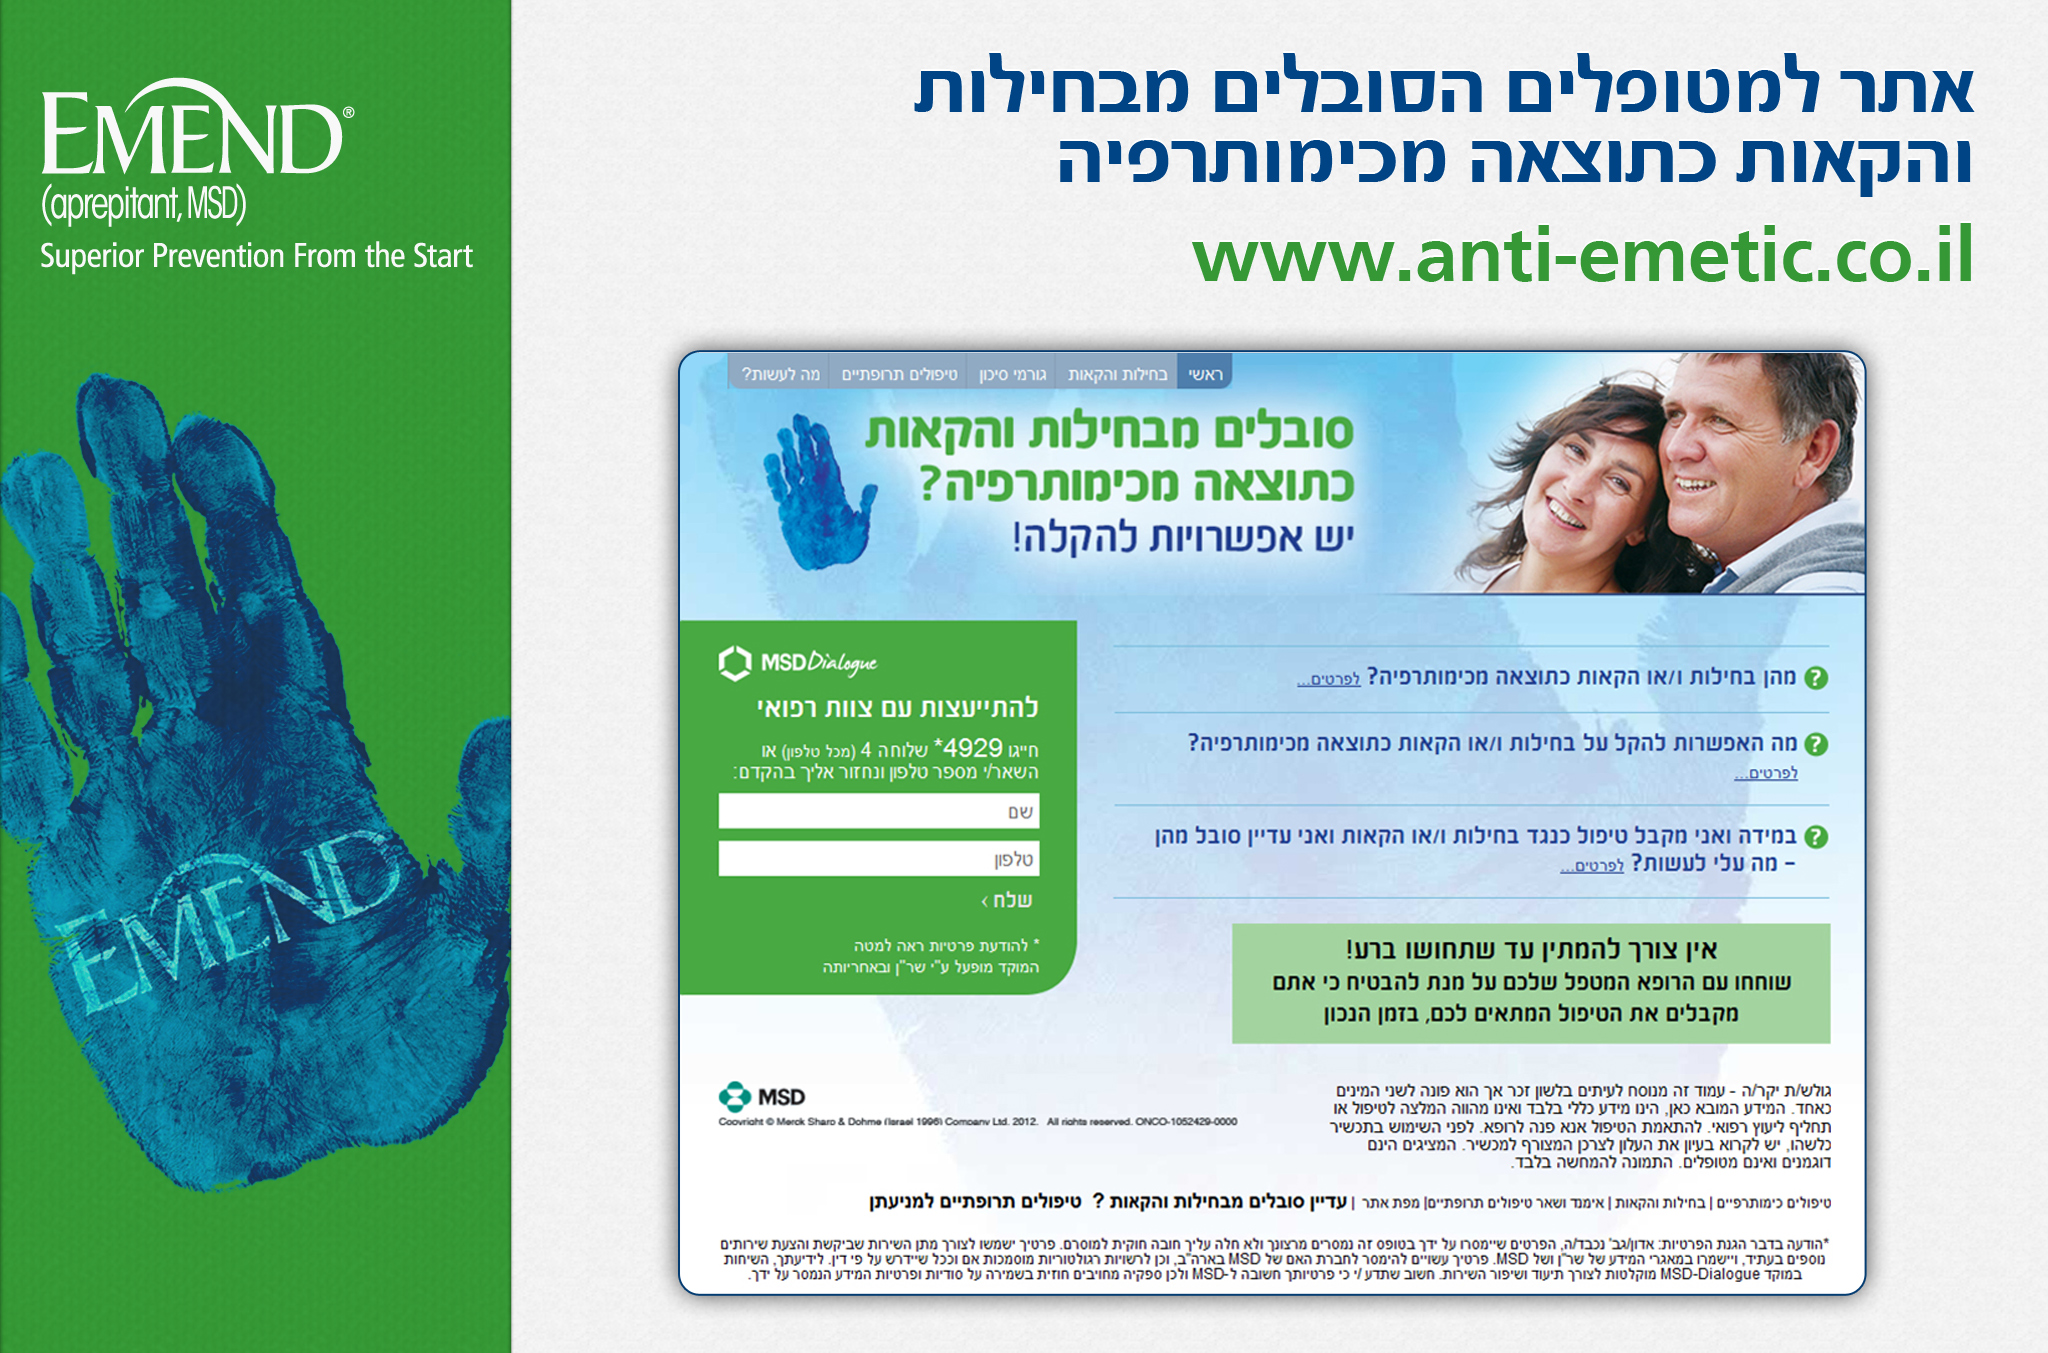 EMEND®
(aprepitant, MSD)
Superior Prevention From the Start
EMEND
אתר למטופלים הסובלים מבחילות
והקאות כתוצאה מכימותרפיה
www.anti-emetic.co.il
ראשי
בחילות והקאות
גורמי סיכון
טיפולים תרופתיים
מה לעשות?
סובלים מבחילות והקאות
כתוצאה מכימותרפיה?
יש אפשרויות להקלה!
? מהן בחילות ו/או הקאות כתוצאה מכימותרפיה? לפרטים...
? מה האפשרות להקל על בחילות ו/או הקאות כתוצאה מכימותרפיה?
לפרטים...
? במידה ואני מקבל טיפול כנגד בחילות ו/או הקאות ואני עדיין סובל מהן
– מה עלי לעשות? לפרטים...
MSD Dialogue
להתייעצות עם צוות רפואי
חייגו 4929* שלוחה 4 (מכל טלפון) או
השאר/י מספר טלפון ונחזור אליך בהקדם:
שם
טלפון
שלח ›
* להודעת פרטיות ראה למטה
המוקד מופעל ע"י שר"ן ובאחריותה
אין צורך להמתין עד שתחושו ברע!
שוחחו עם הרופא המטפל שלכם על מנת להבטיח כי אתם
מקבלים את הטיפול המתאים לכם, בזמן הנכון
MSD
Copyright © Merck Sharp & Dohme (Israel 1996) Company Ltd. 2012. All rights reserved. ONCO-1052429-0000
גולש/ת יקר/ה - עמוד זה מנוסח לעיתים בלשון זכר אך הוא פונה לשני המינים
כאחד. המידע המובא כאן, הינו מידע כללי בלבד ואינו מהווה המלצה לטיפול או
תחליף ליעוץ רפואי. להתאמת הטיפול אנא פנה לרופא. לפני השימוש בתכשיר
כלשהו, יש לקרוא בעיון את העלון לצרכן המצורף למכשיר. המציגים הינם
דוגמנים ואינם מטופלים. התמונה להמחשה בלבד.
טיפולים כימותרפיים | בחילות והקאות | אימנד ושאר טיפולים תרופתיים| מפת אתר | עדיין סובלים מבחילות והקאות ? טיפולים תרופתיים למניעתן
*הודעה בדבר הגנת הפרטיות: אדון/גב' נכבד/ה, הפרטים שיימסרו על ידך בטופס זה נמסרים מרצונך ולא חלה עליך חובה חוקית למוסרם. פרטיך ישמשו לצורך מתן השירות שביקשת והצעת שירותים
נוספים בעתיד, ויישמרו במאגרי המידע של שר"ן ושל MSD. פרטיך עשויים להימסר לחברת האם של MSD בארה"ב, וכן לרשויות רגולטוריות מוסמכות אם וככל שיידרש על פי דין. לידיעתך, השיחות
במוקד MSD-Dialogue מוקלטות לצורך תיעוד ושיפור השירות. חשוב שתדע /י כי פרטיותך חשובה ל-MSD ולכן ספקיה מחויבים חוזית בשמירה על סודיות ופרטיות המידע הנמסר על ידך.